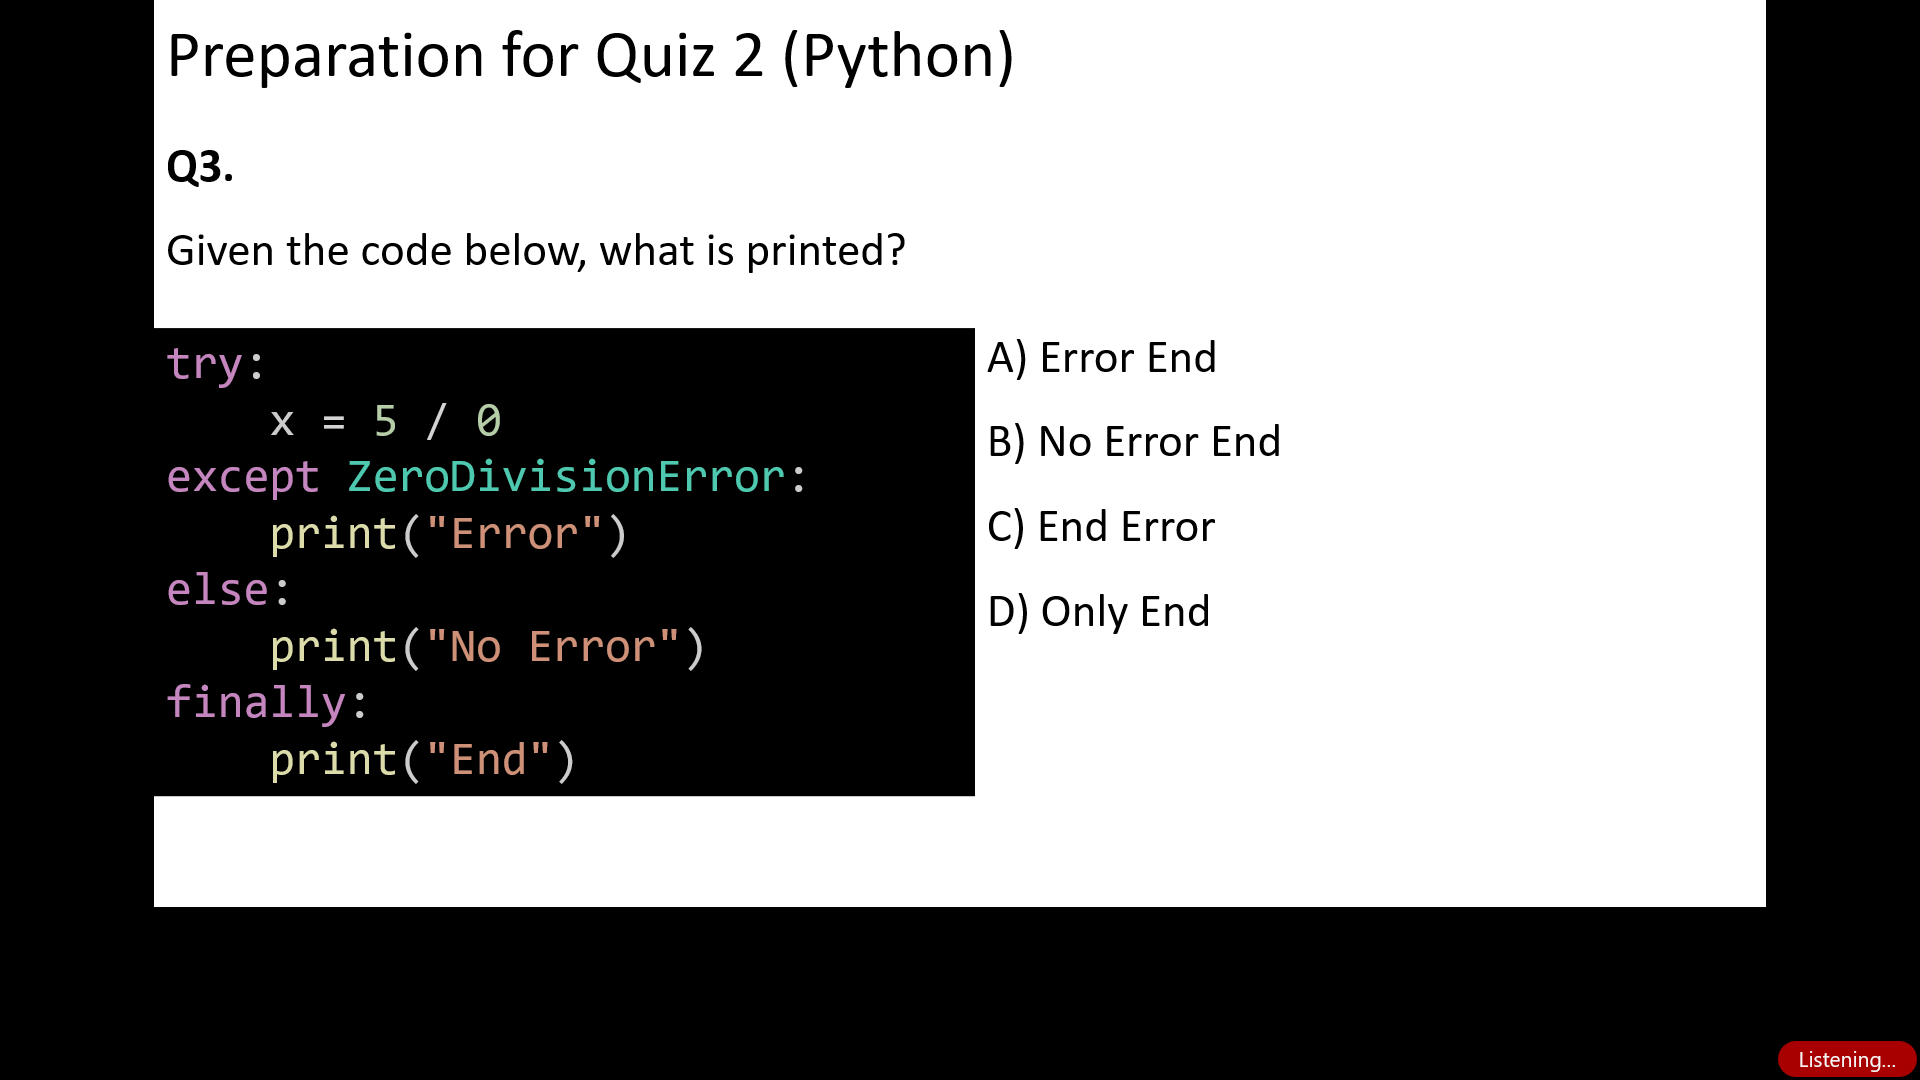 Preparation for Quiz 2 (Python)
Q3.
Given the code below, what is printed?
try:
    x = 5 / 0
except ZeroDivisionError:
    print("Error")
else:
    print("No Error")
finally:
    print("End")
A) Error End
B) No Error End
C) End Error
D) Only End
Listening...